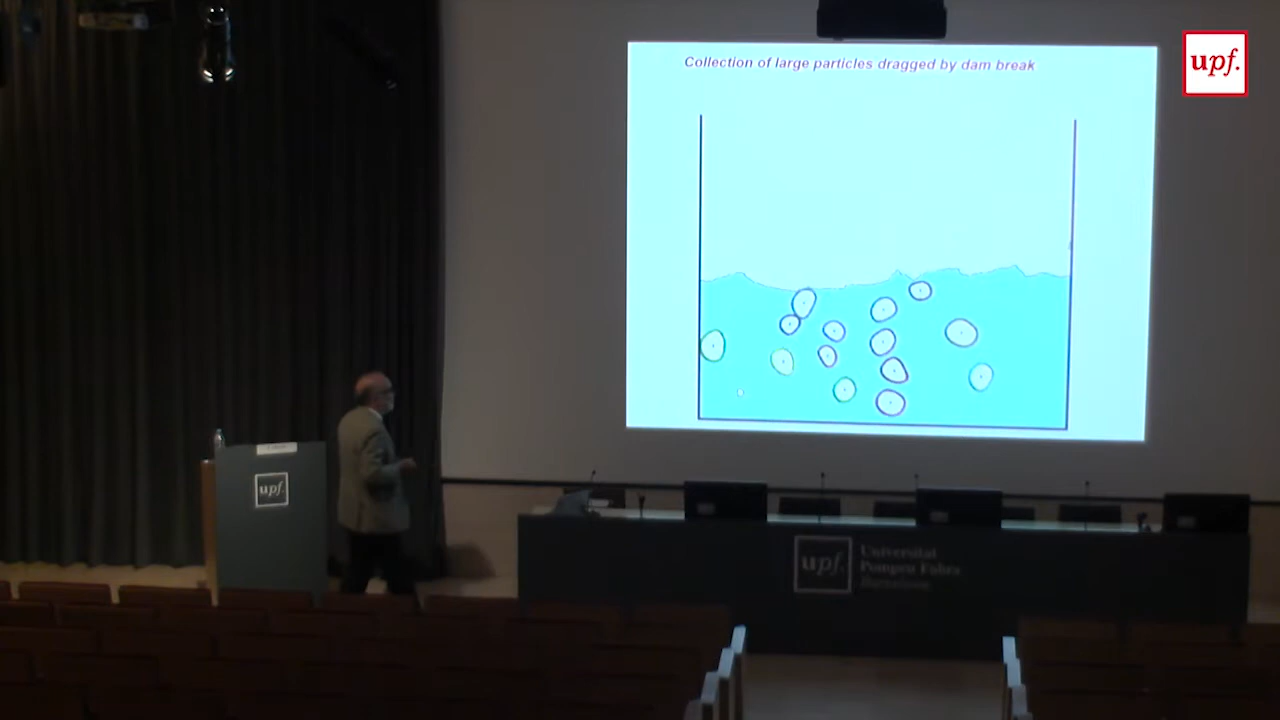 Collection of large particles dragged by dam break
upf.
upf.
upf.
Universitat
Pompeu Fabra
Barcelona